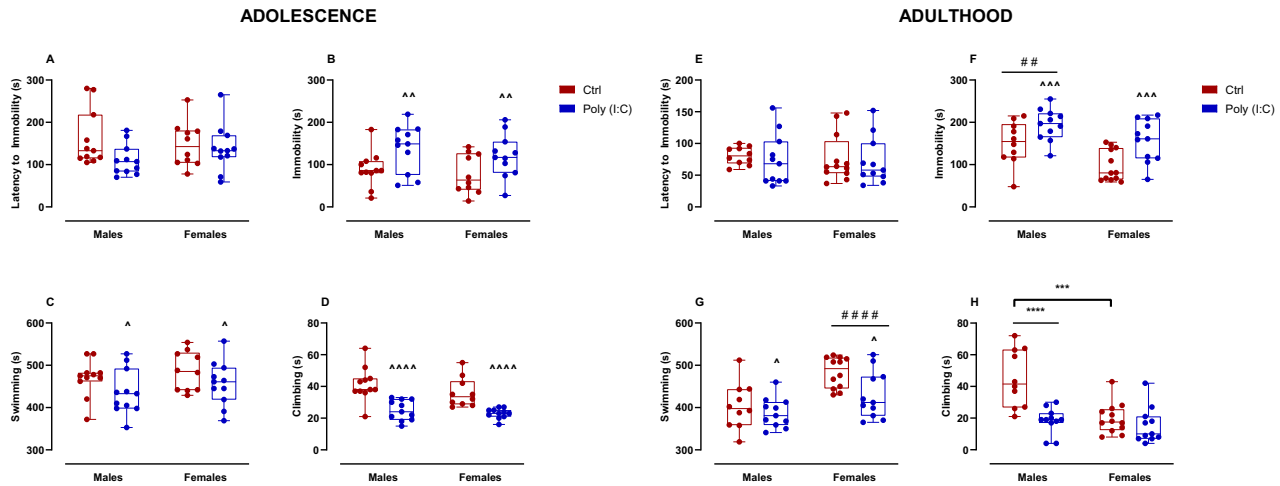 ADOLESCENCE
ADULTHOOD
A
Latency to Immobility (s)
300
200
100
0
Males
Females
B
Immobility (s)
300
200
100
0
^^
^^
Males
Females
E
Latency to Immobility (s)
200
150
100
50
0
Males
Females
F
Immobility (s)
300
200
100
0
# #
^^^
^^^
Males
Females
Ctrl
Poly (I:C)
Ctrl
Poly (I:C)
C
Swimming (s)
600
500
400
300
^
^
Males
Females
D
Climbing (s)
80
60
40
20
0
^^^^
^^^^
Males
Females
G
Swimming (s)
600
500
400
300
^
# # # #
^
Males
Females
H
Climbing (s)
80
60
40
20
0
***
****
Males
Females